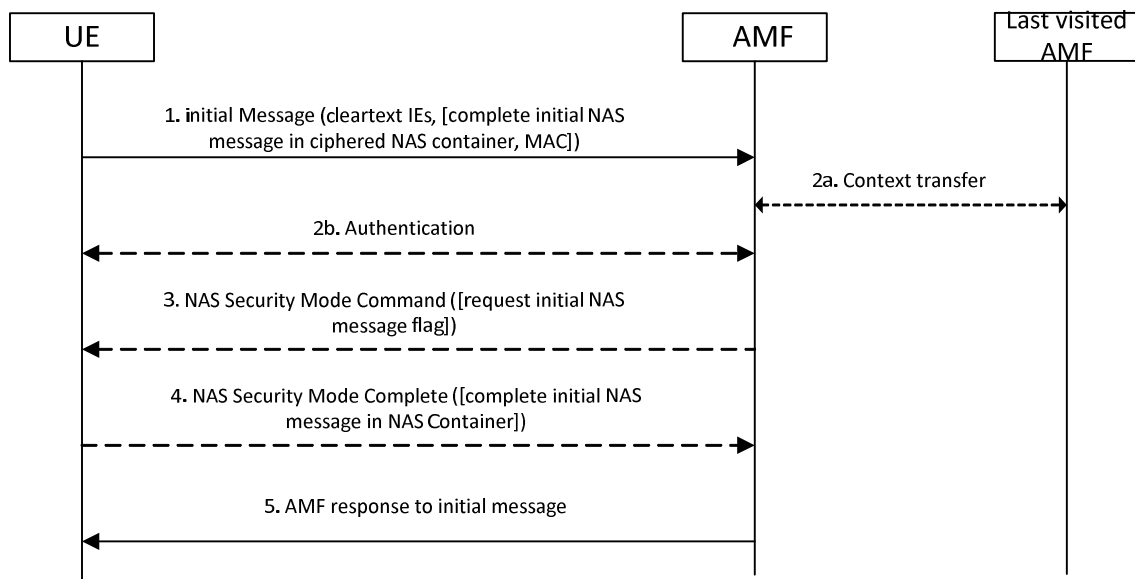 UE
AMF
Last visited
AMF
1. initial Message (cleartext IEs, [complete initial NAS
message in ciphered NAS container, MAC])
2a. Context transfer
2b. Authentication
3. NAS Security Mode Command ([request initial NAS
message flag])
4. NAS Security Mode Complete ([complete initial NAS
message in NAS Container])
5. AMF response to initial message